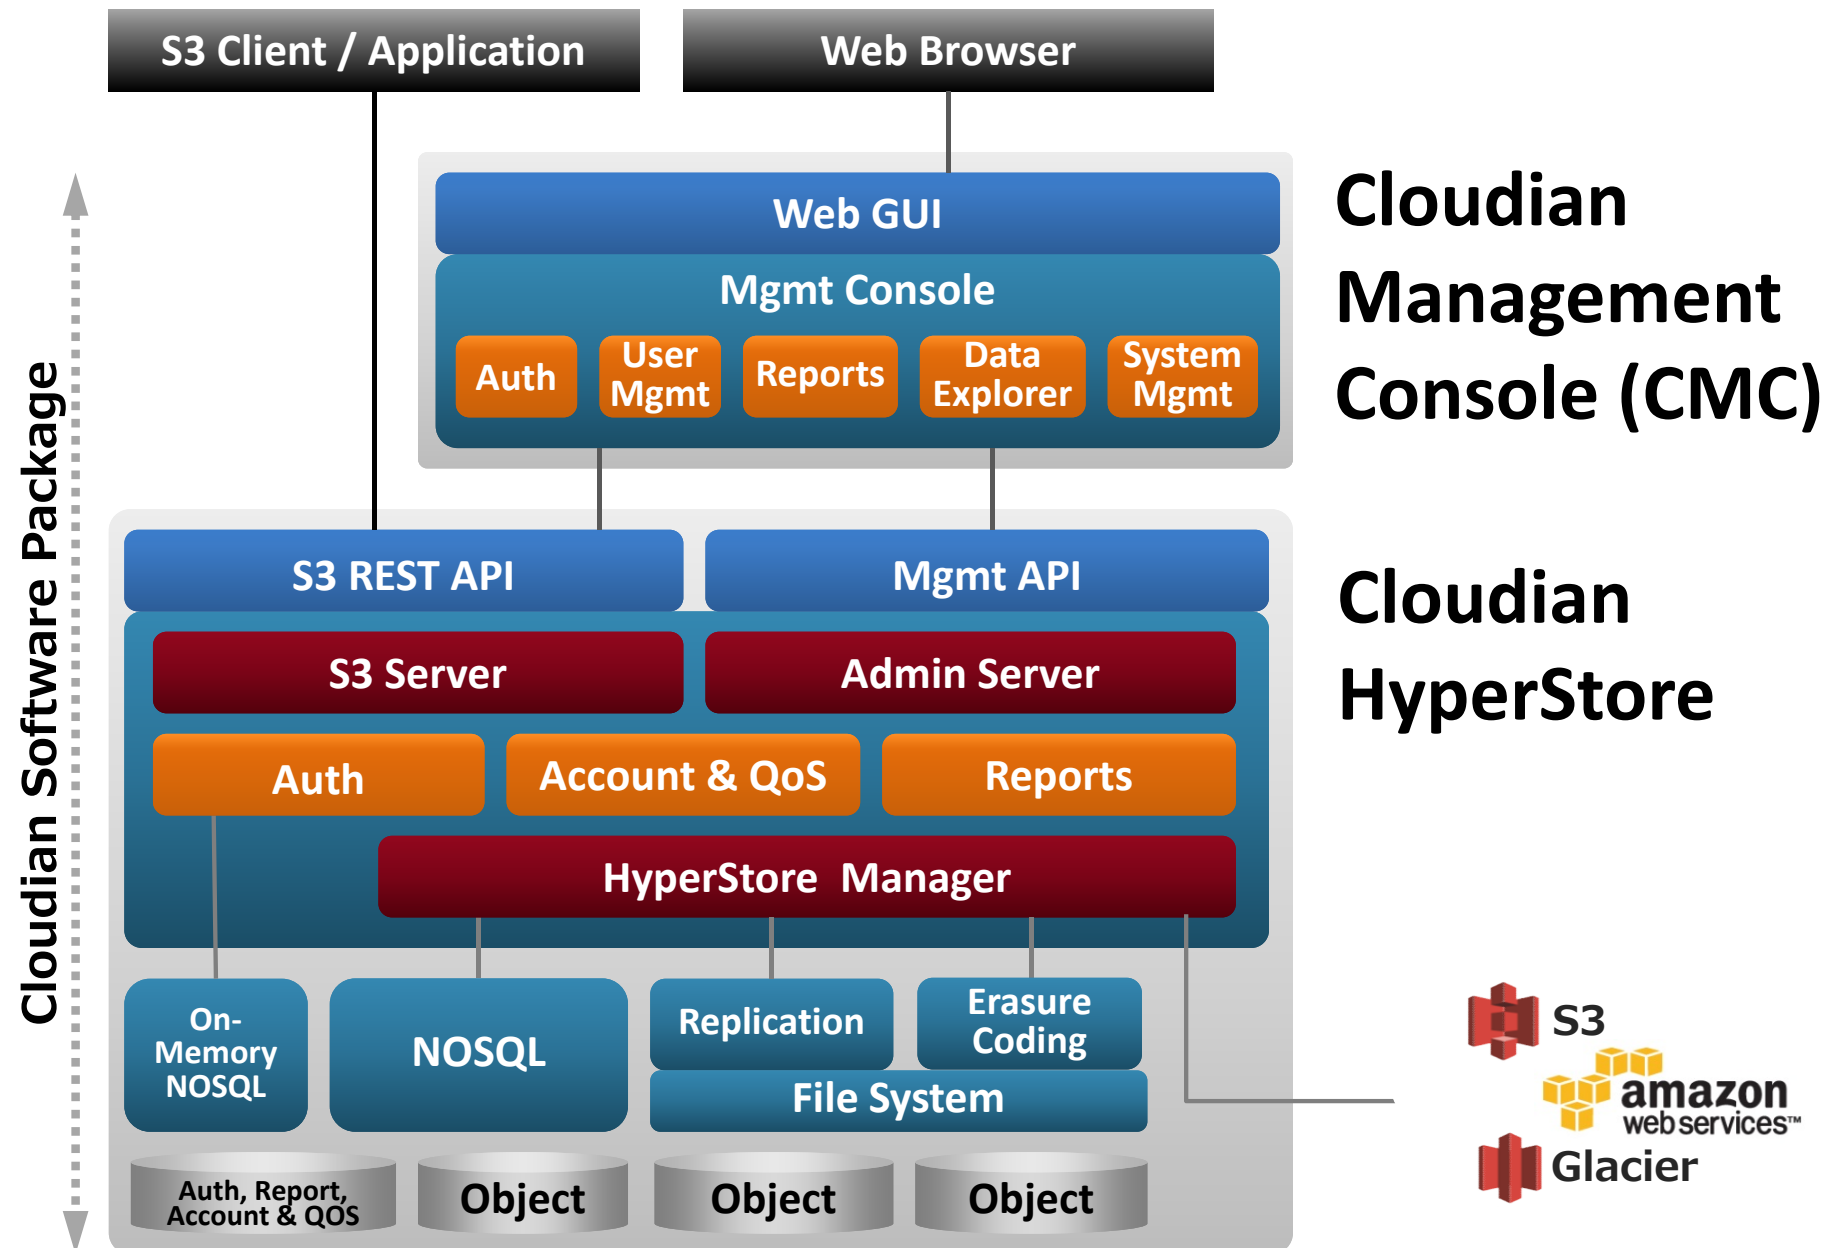 S3 Client / Application
Web Browser
Cloudian Software Package
Web GUI
Mgmt Console
Auth
User
Mgmt
Reports
Data
Explorer
System
Mgmt
Cloudian
Management
Console (CMC)
S3 REST API
Mgmt API
S3 Server
Admin Server
Auth
Account & QoS
Reports
HyperStore Manager
Cloudian
HyperStore
On-
Memory
NOSQL
NOSQL
Replication
Erasure
Coding
File System
Auth, Report,
Account & QOS
Object
Object
Object
S3
amazon
web services™
Glacier